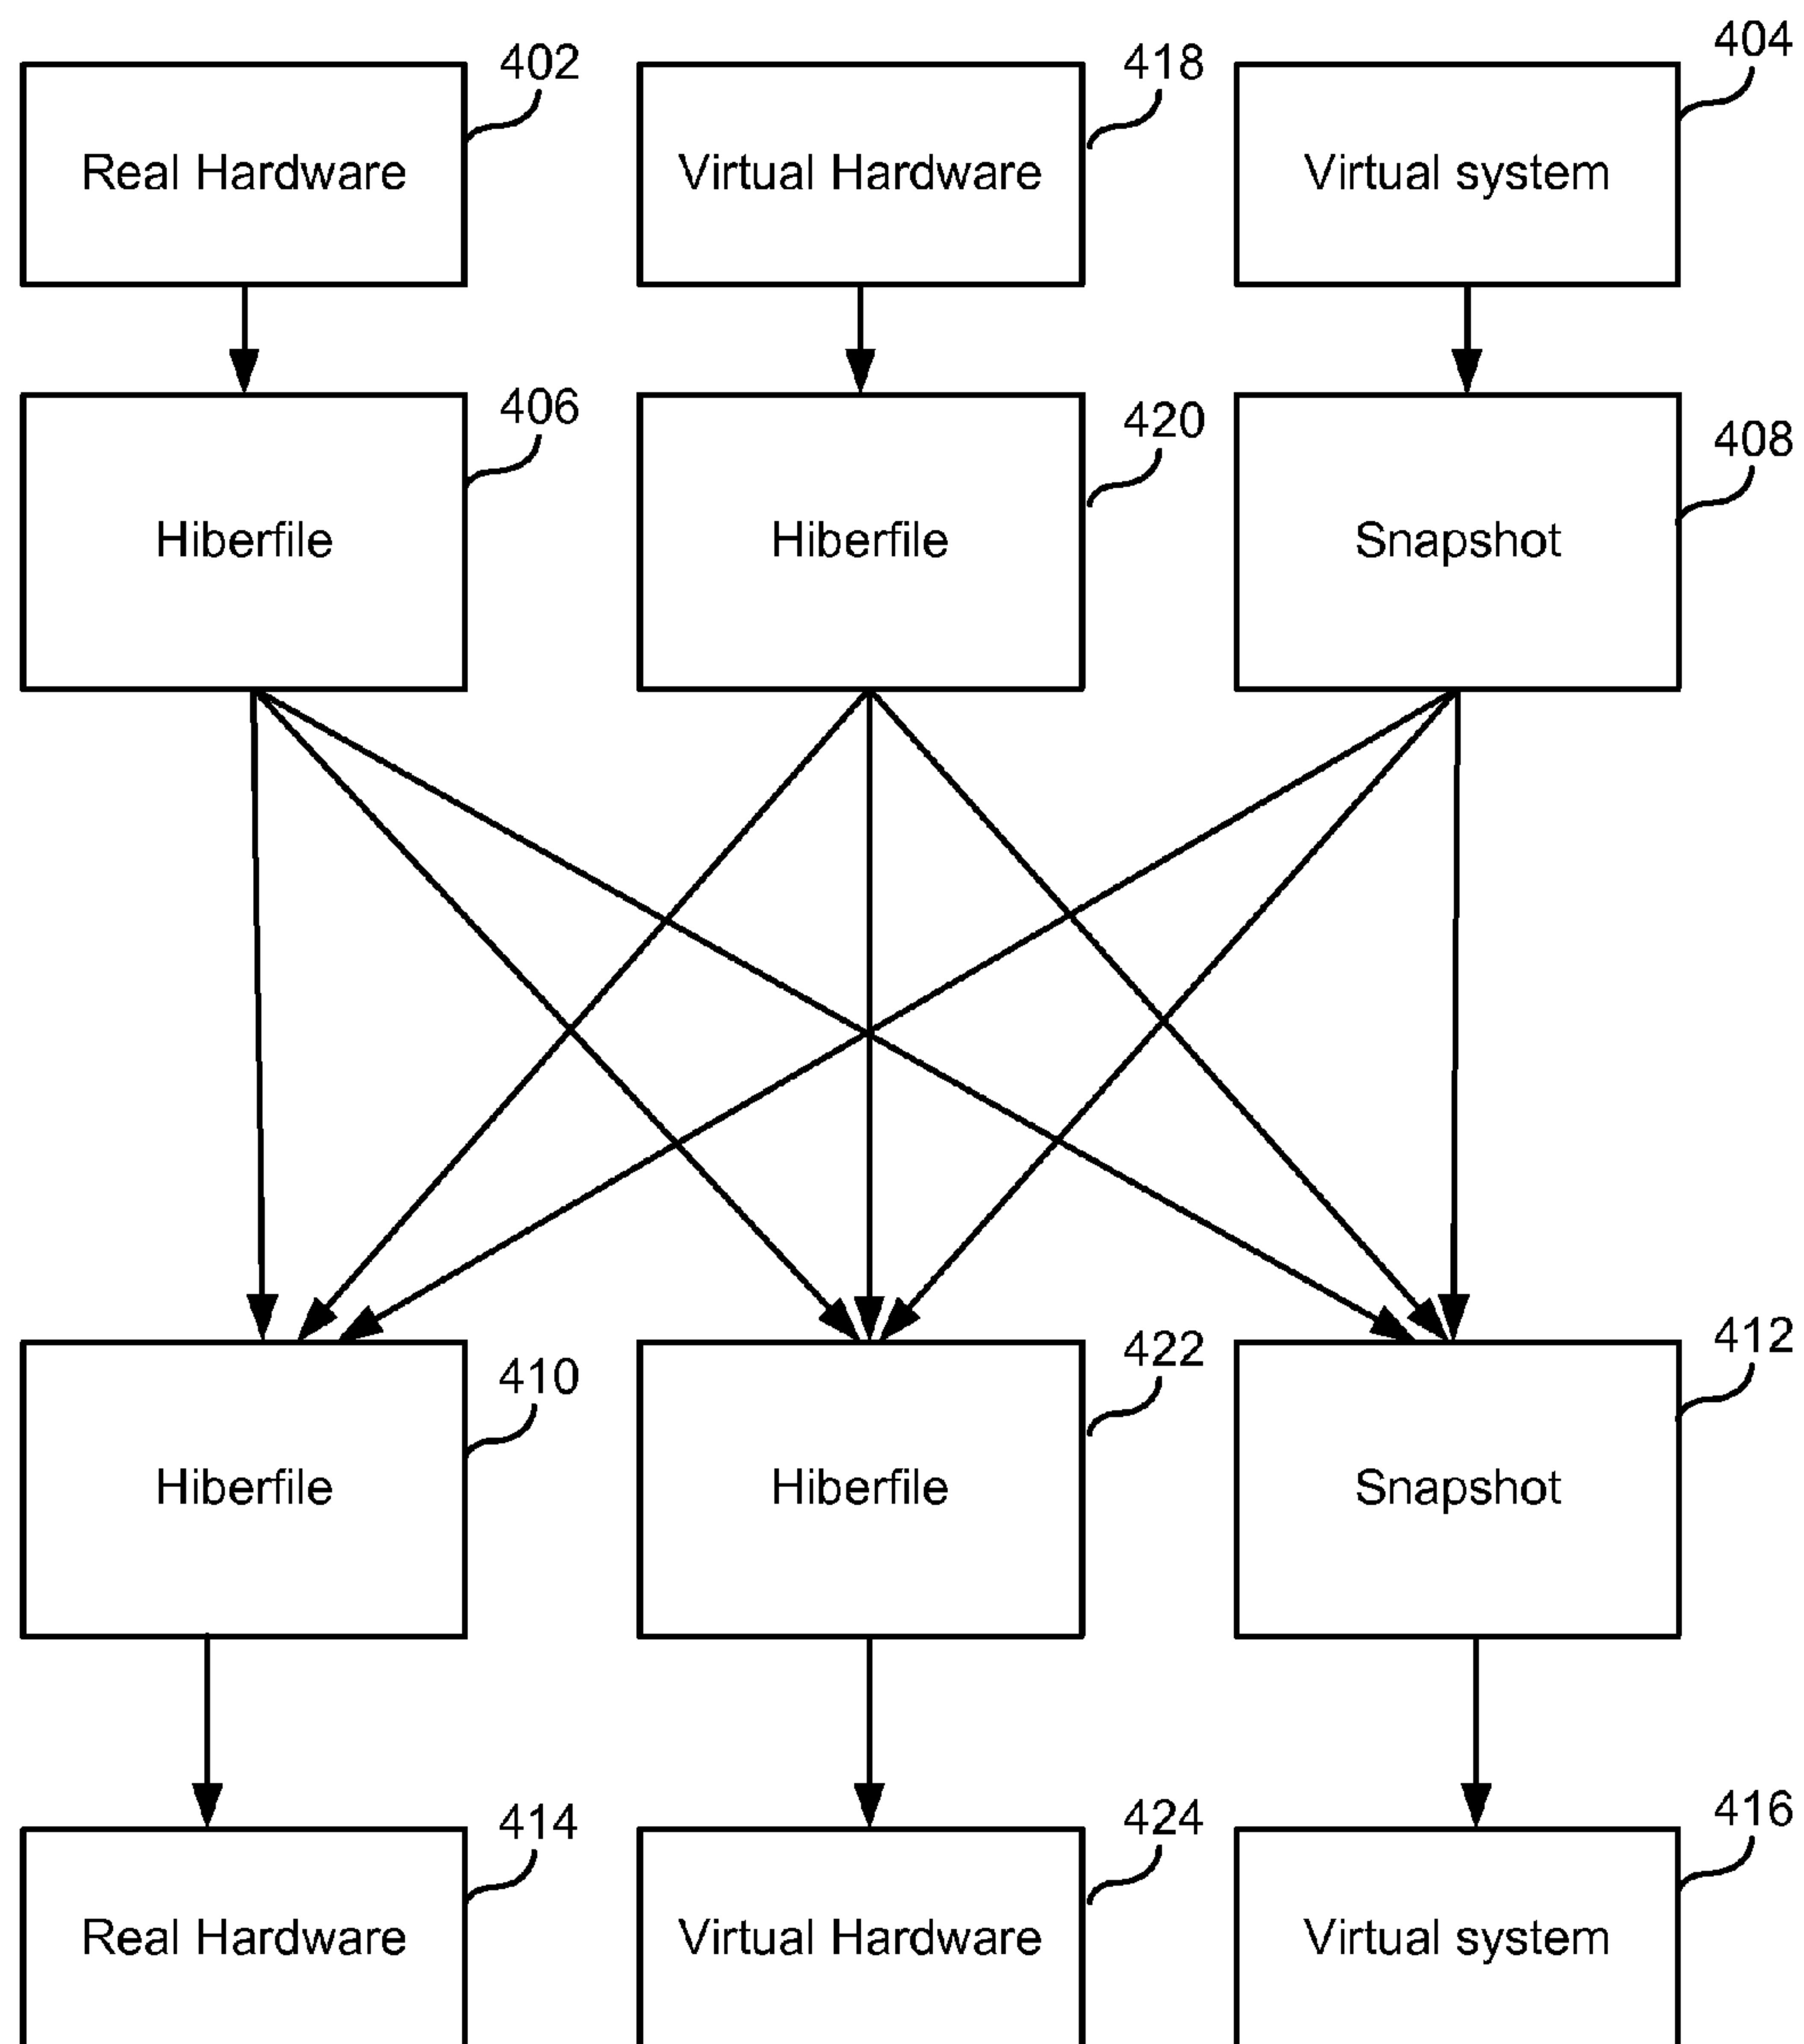 402
418
404
Real Hardware
Virtual Hardware
Virtual system
406
420
408
Hiberfile
Hiberfile
Snapshot
410
422
412
Hiberfile
Hiberfile
Snapshot
414
424
416
Real Hardware
Virtual Hardware
Virtual system